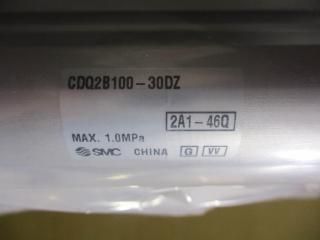 CDQ2B100-30DZ
2A1-46Q
MAX. 1.0MPa
SMC CHINA G VV